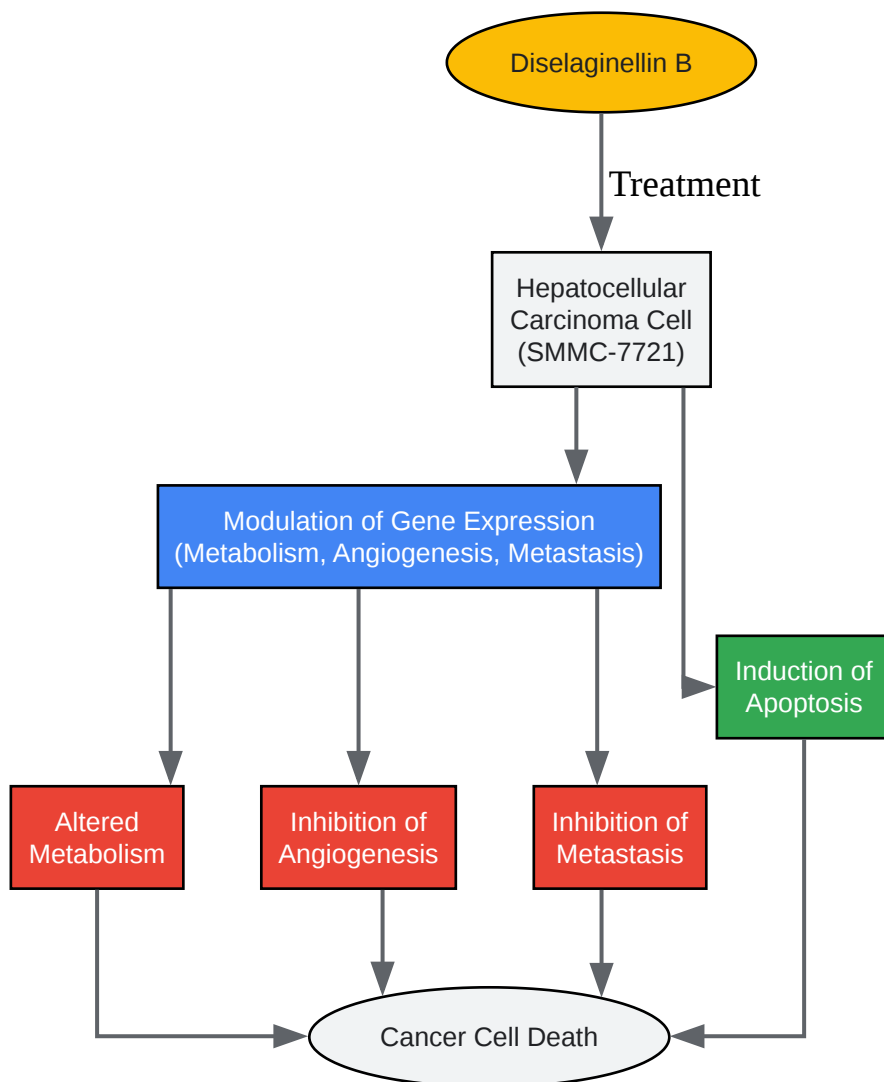 Diselaginellin B
Treatment
Hepatocellular
Carcinoma Cell
(SMMC-7721)
Modulation of Gene Expression
(Metabolism, Angiogenesis, Metastasis)
Induction of
Apoptosis
Altered
Metabolism
Inhibition of
Angiogenesis
Inhibition of
Metastasis
Cancer Cell Death